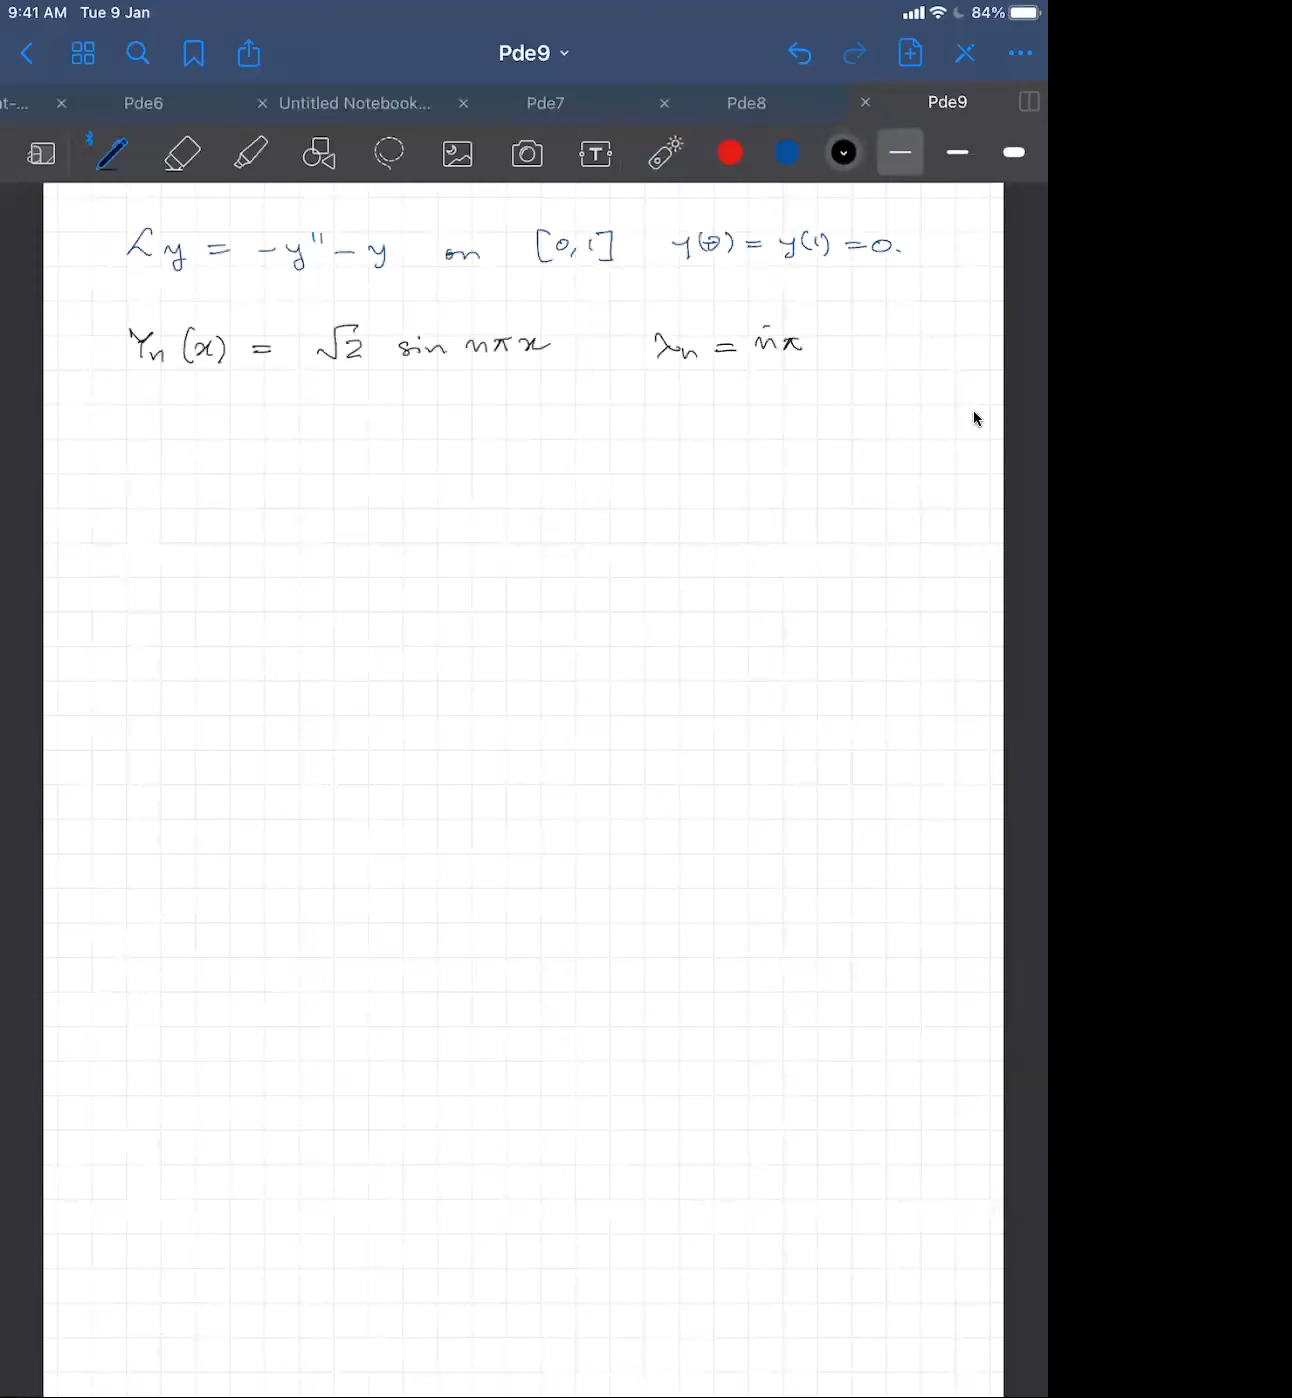 9:41 AM Tue 9 Jan 84%
Pde9
Pde6 Untitled Notebook... Pde7 Pde8 Pde9
T
Ly = -y'' - y on [0,1] y(0) = y(1) = 0.
Yn(x) = √2 sin nπx λn = nπ